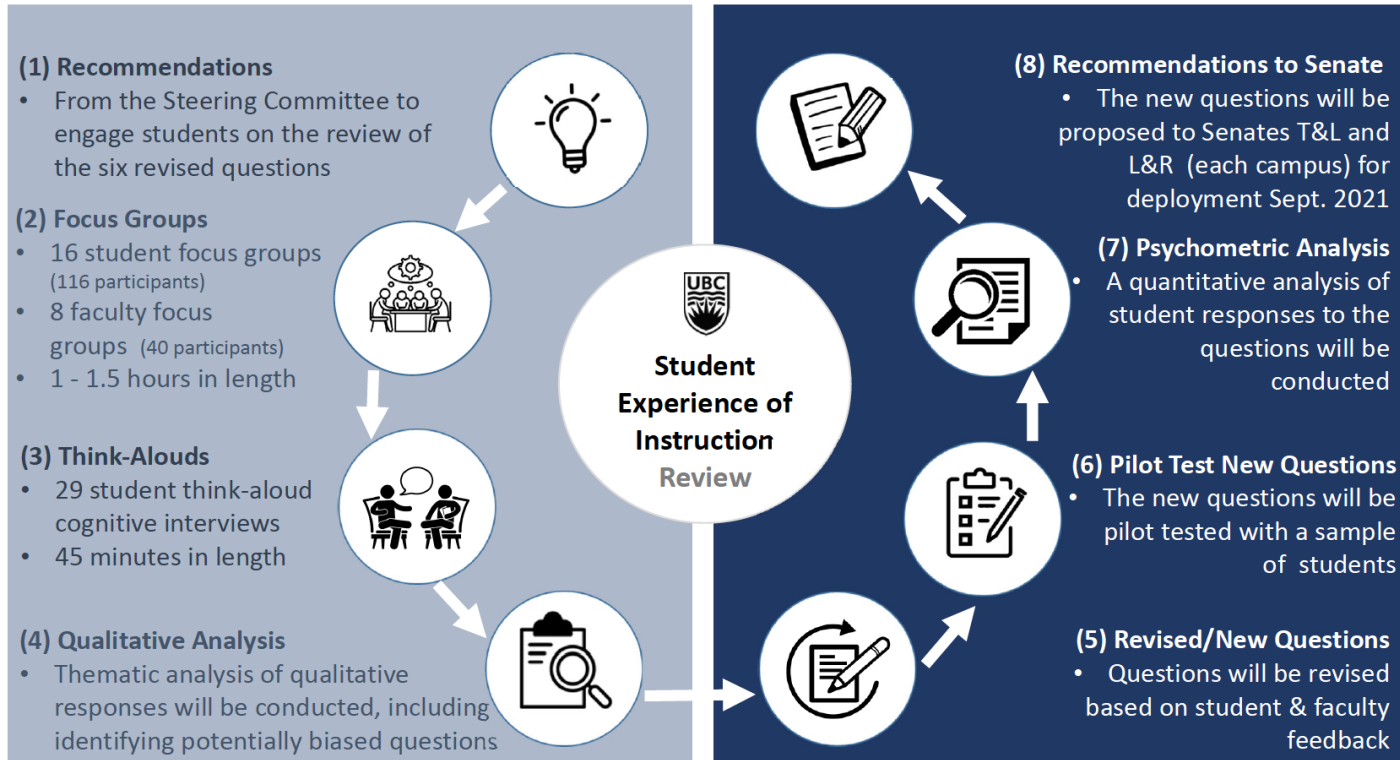 (1) Recommendations
• From the Steering Committee to
engage students on the review of
the six revised questions
(2) Focus Groups
• 16 student focus groups
(116 participants)
• 8 faculty focus
groups (40 participants)
• 1 - 1.5 hours in length
(3) Think-Alouds
• 29 student think-aloud
cognitive interviews
• 45 minutes in length
(4) Qualitative Analysis
• Thematic analysis of qualitative
responses will be conducted, including
identifying potentially biased questions
UBC
Student
Experience of
Instruction
Review
(8) Recommendations to Senate
• The new questions will be
proposed to Senates T&L and
L&R (each campus) for
deployment Sept. 2021
(7) Psychometric Analysis
• A quantitative analysis of
student responses to the
questions will be
conducted
(6) Pilot Test New Questions
• The new questions will be
pilot tested with a sample
of students
(5) Revised/New Questions
• Questions will be revised
based on student & faculty
feedback